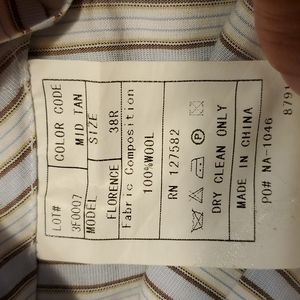 LOT#
COLOR CODE
3F0007
MID TAN
MODEL
SIZE
FLORENCE
38R
Fabric Composition
100%WOOL
RN 127582
DRY CLEAN ONLY
MADE IN CHINA
PO# NA-1046
8791